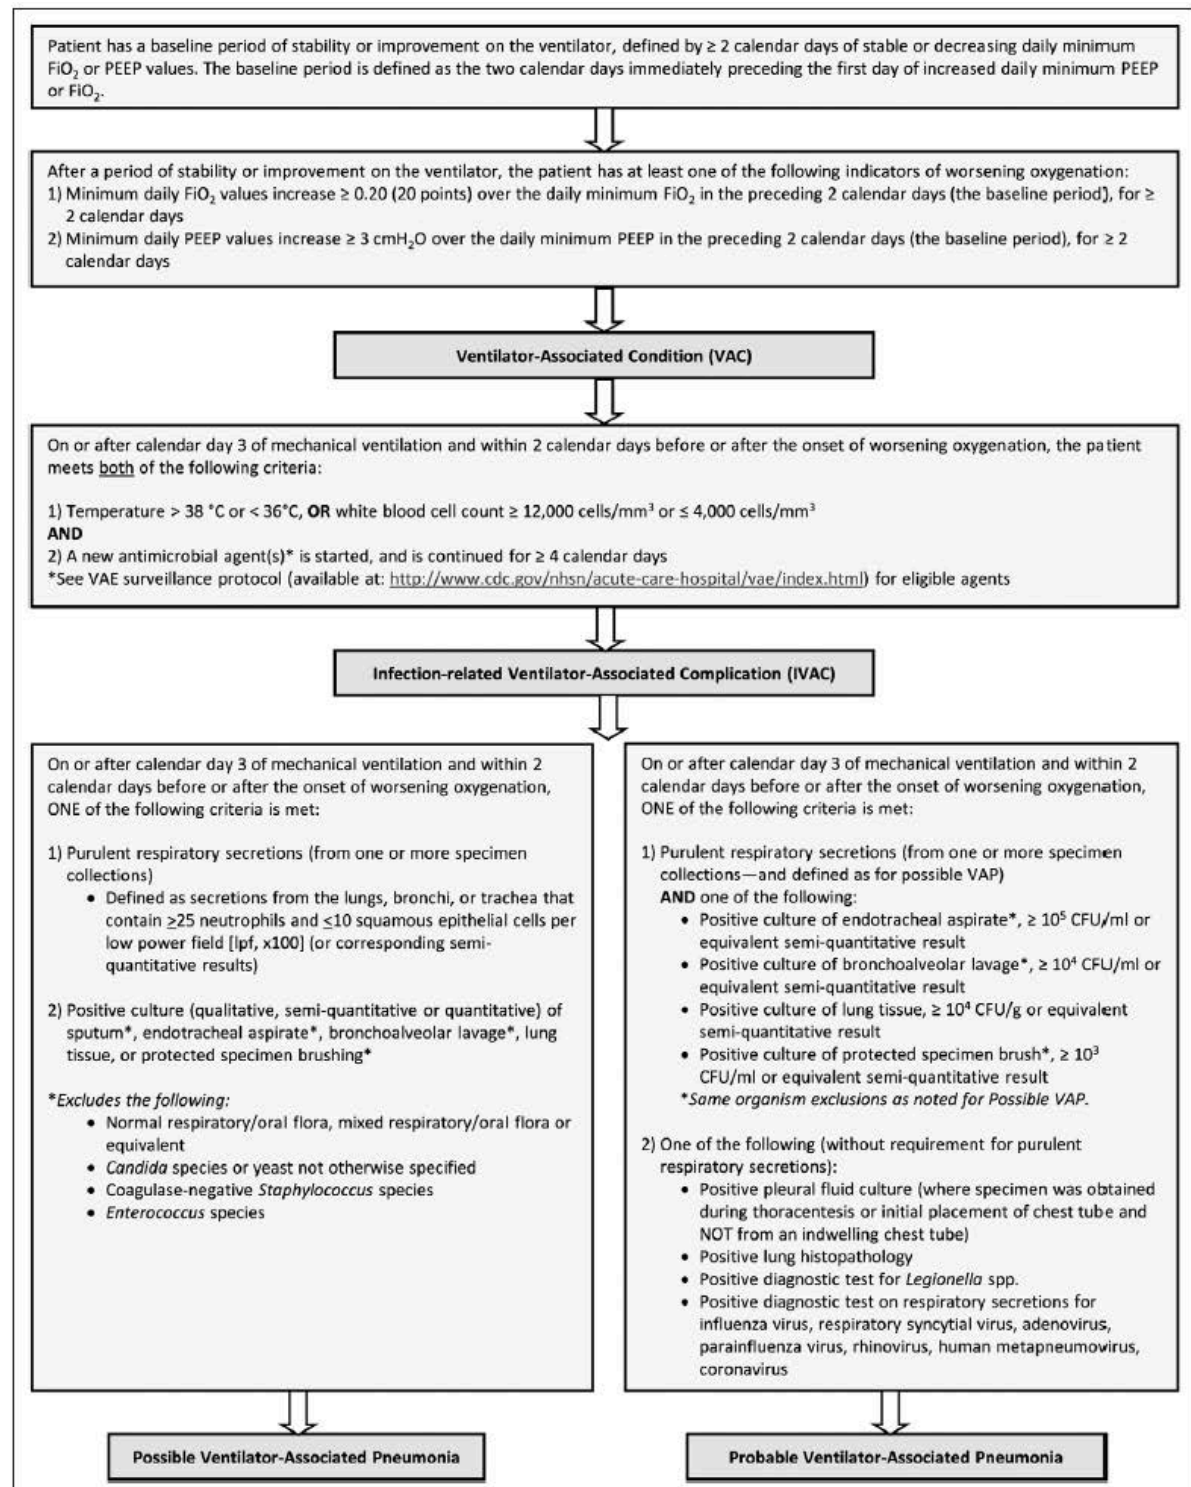 Patient has a baseline period of stability or improvement on the ventilator, defined by ≥ 2 calendar days of stable or decreasing daily minimum
FiO₂ or PEEP values. The baseline period is defined as the two calendar days immediately preceding the first day of increased daily minimum PEEP
or FiO₂.
After a period of stability or improvement on the ventilator, the patient has at least one of the following indicators of worsening oxygenation:
1) Minimum daily FiO₂ values increase ≥ 0.20 (20 points) over the daily minimum FiO₂ in the preceding 2 calendar days (the baseline period), for ≥
2 calendar days
2) Minimum daily PEEP values increase ≥ 3 cmH₂O over the daily minimum PEEP in the preceding 2 calendar days (the baseline period), for ≥ 2
calendar days
Ventilator-Associated Condition (VAC)
On or after calendar day 3 of mechanical ventilation and within 2 calendar days before or after the onset of worsening oxygenation, the patient
meets both of the following criteria:
1) Temperature > 38 °C or < 36°C, OR white blood cell count ≥ 12,000 cells/mm³ or ≤ 4,000 cells/mm³
AND
2) A new antimicrobial agent(s)* is started, and is continued for ≥ 4 calendar days
*See VAE surveillance protocol (available at: http://www.cdc.gov/nhsn/acute-care-hospital/vae/index.html) for eligible agents
Infection-related Ventilator-Associated Complication (IVAC)
On or after calendar day 3 of mechanical ventilation and within 2
calendar days before or after the onset of worsening oxygenation,
ONE of the following criteria is met:
1) Purulent respiratory secretions (from one or more specimen
collections)
• Defined as secretions from the lungs, bronchi, or trachea that
contain ≥25 neutrophils and ≤10 squamous epithelial cells per
low power field [lpf, x100] (or corresponding semi-
quantitative results)
2) Positive culture (qualitative, semi-quantitative or quantitative) of
sputum*, endotracheal aspirate*, bronchoalveolar lavage*, lung
tissue, or protected specimen brushing*
*Excludes the following:
• Normal respiratory/oral flora, mixed respiratory/oral flora or
equivalent
• Candida species or yeast not otherwise specified
• Coagulase-negative Staphylococcus species
• Enterococcus species
Possible Ventilator-Associated Pneumonia
On or after calendar day 3 of mechanical ventilation and within 2
calendar days before or after the onset of worsening oxygenation,
ONE of the following criteria is met:
1) Purulent respiratory secretions (from one or more specimen
collections—and defined as for possible VAP)
AND one of the following:
• Positive culture of endotracheal aspirate*, ≥ 10⁵ CFU/ml or
equivalent semi-quantitative result
• Positive culture of bronchoalveolar lavage*, ≥ 10⁴ CFU/ml or
equivalent semi-quantitative result
• Positive culture of lung tissue, ≥ 10⁴ CFU/g or equivalent
semi-quantitative result
• Positive culture of protected specimen brush*, ≥ 10³
CFU/ml or equivalent semi-quantitative result
*Same organism exclusions as noted for Possible VAP.
2) One of the following (without requirement for purulent
respiratory secretions):
• Positive pleural fluid culture (where specimen was obtained
during thoracentesis or initial placement of chest tube and
NOT from an indwelling chest tube)
• Positive lung histopathology
• Positive diagnostic test for Legionella spp.
• Positive diagnostic test on respiratory secretions for
influenza virus, respiratory syncytial virus, adenovirus,
parainfluenza virus, rhinovirus, human metapneumovirus,
coronavirus
Probable Ventilator-Associated Pneumonia